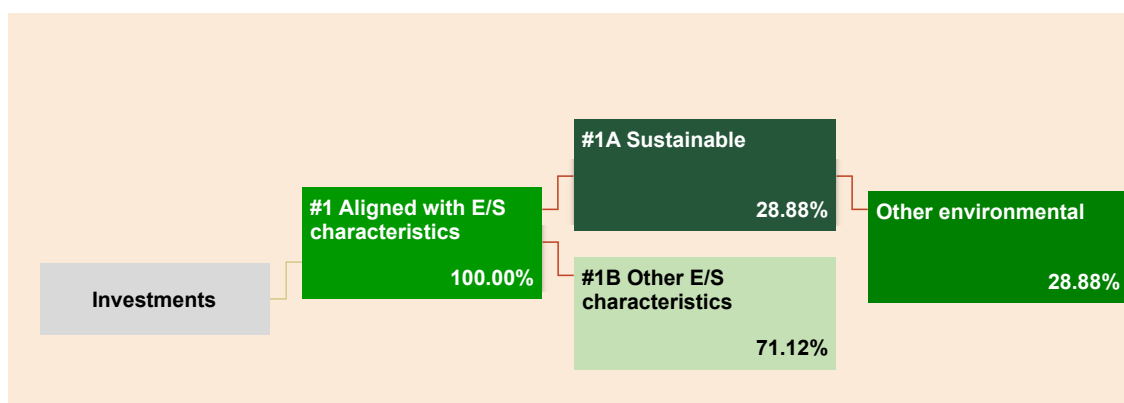 Investments
#1 Aligned with E/S
characteristics
100.00%
#1A Sustainable
28.88%
#1B Other E/S
characteristics
71.12%
Other environmental
28.88%